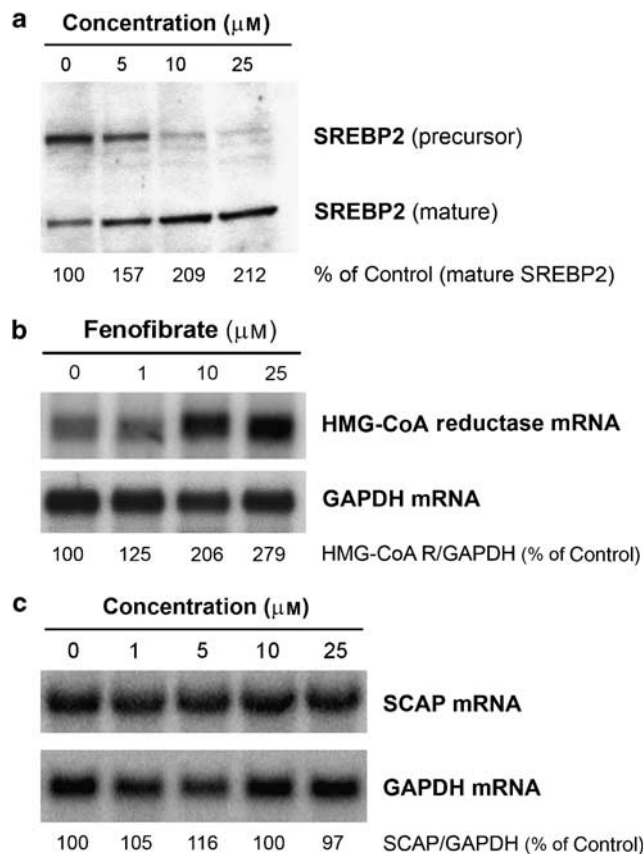 a
Concentration (μM)
0 5 10 25
SREBP2 (precursor)
SREBP2 (mature)
100 157 209 212 % of Control (mature SREBP2)
b
Fenofibrate (μM)
0 1 10 25
HMG-CoA reductase mRNA
GAPDH mRNA
100 125 206 279 HMG-CoA R/GAPDH (% of Control)
c
Concentration (μM)
0 1 5 10 25
SCAP mRNA
GAPDH mRNA
100 105 116 100 97 SCAP/GAPDH (% of Control)